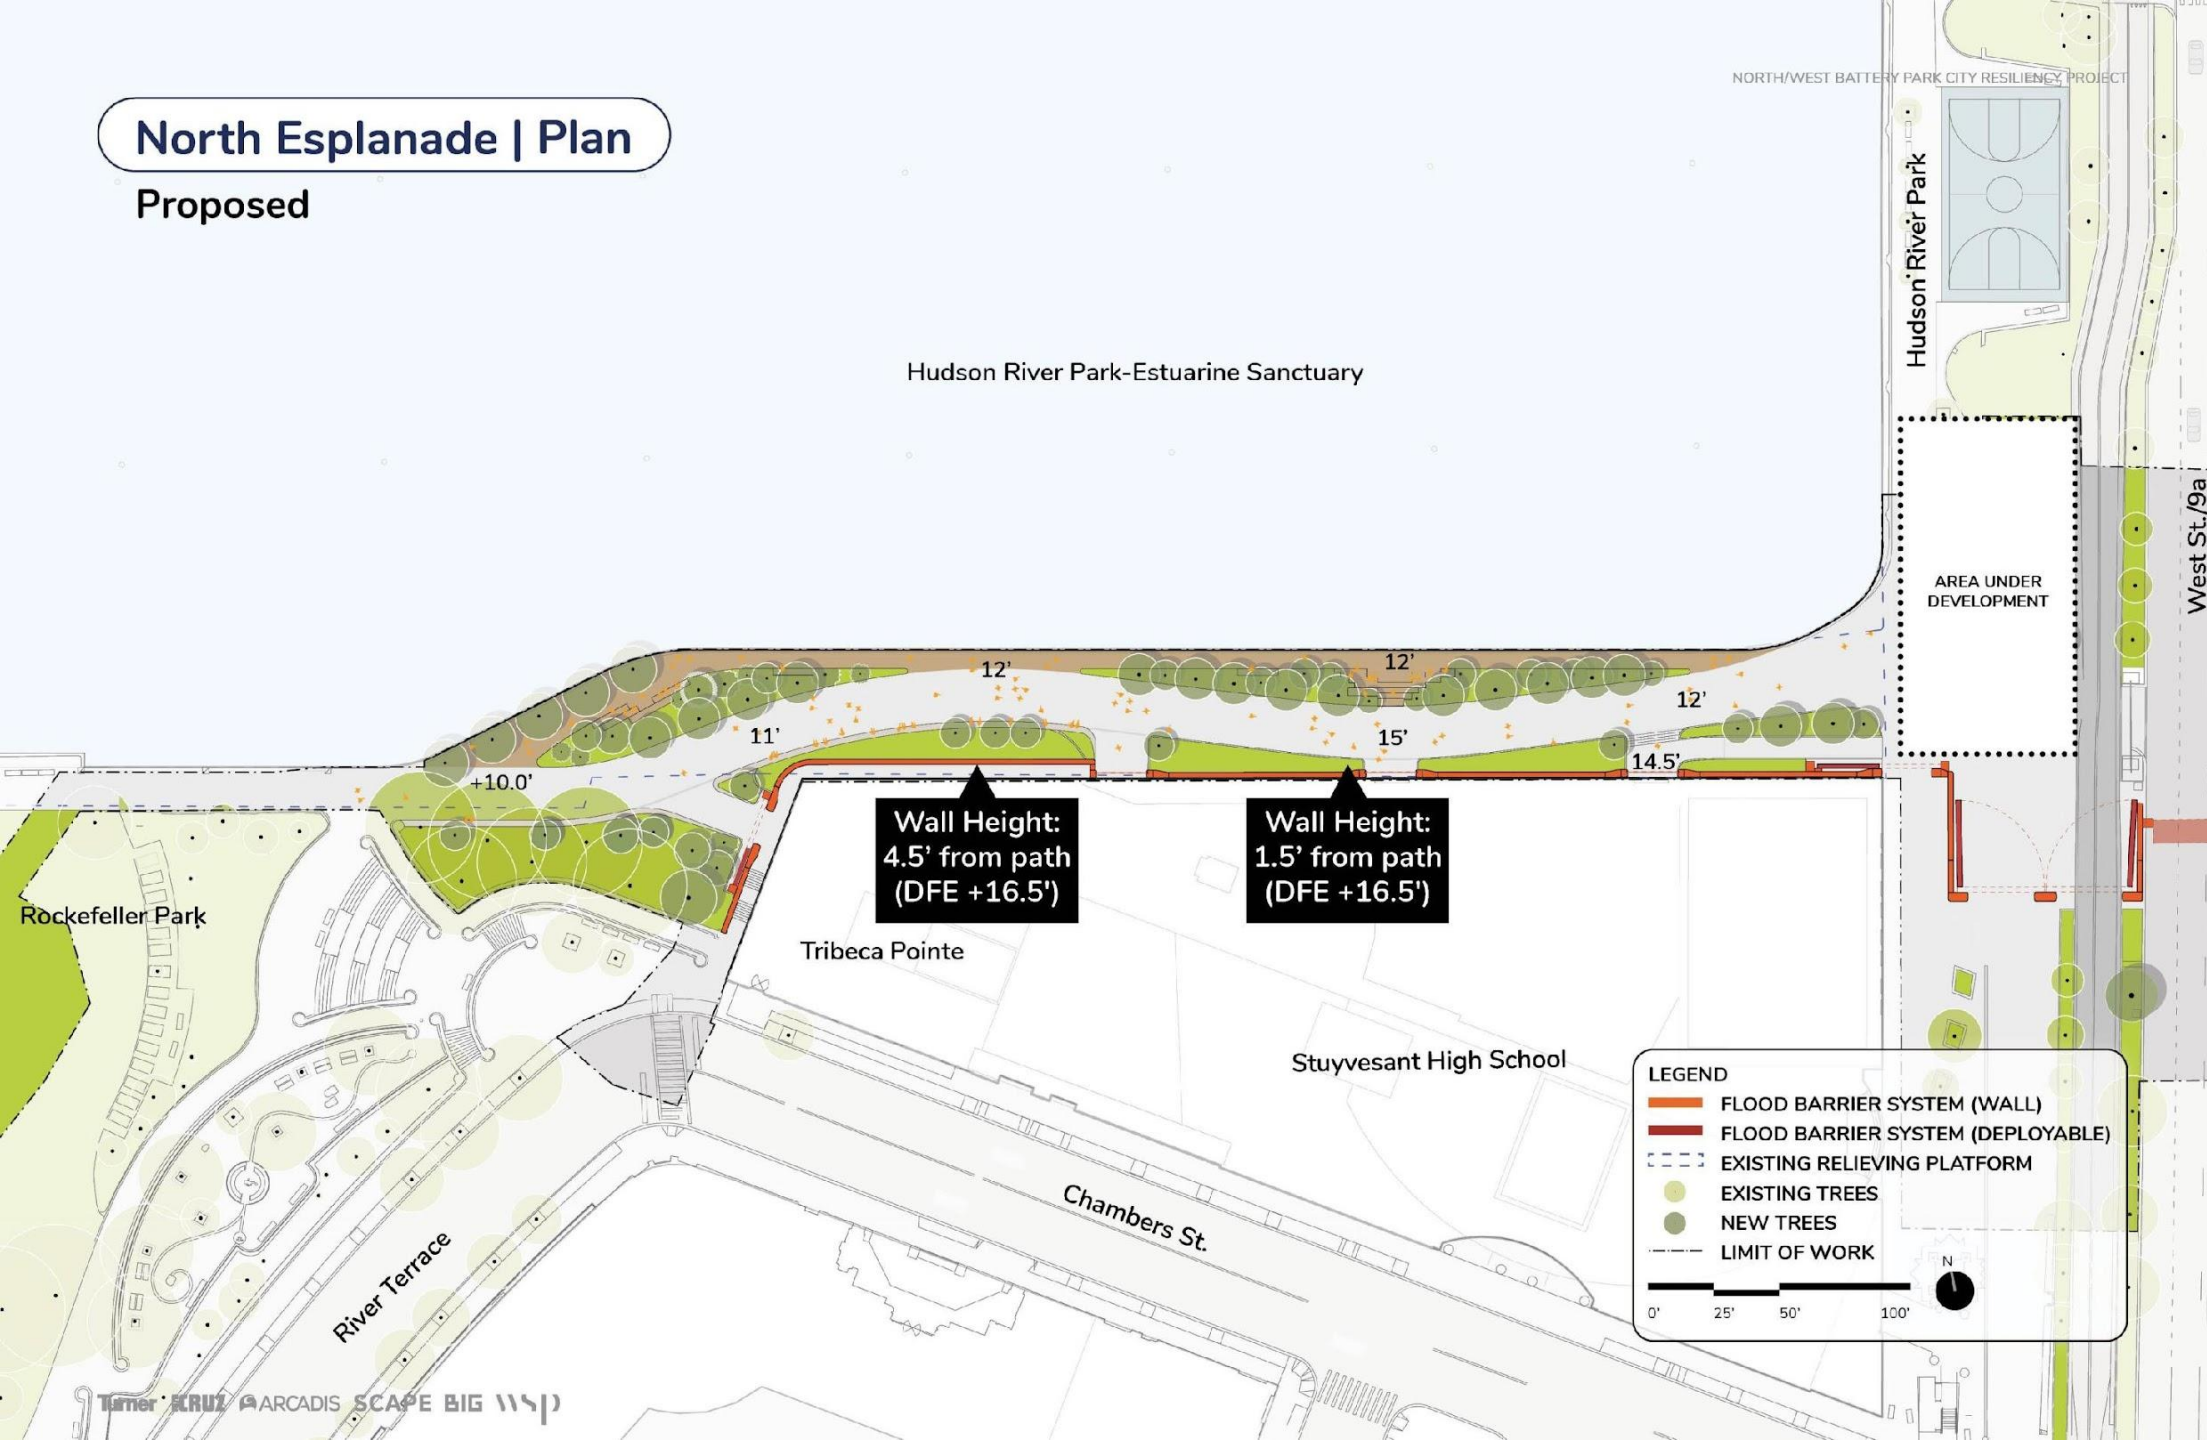 NORTH/WEST BATTERY PARK CITY RESILIENCY PROJECT
North Esplanade | Plan
Proposed
Hudson River Park
Hudson River Park-Estuarine Sanctuary
West St./9a
AREA UNDER
DEVELOPMENT
12'
12'
12'
11'
15'
14.5'
+10.0'
Wall Height:
4.5' from path
(DFE +16.5')
Wall Height:
1.5' from path
(DFE +16.5')
Rockefeller Park
Tribeca Pointe
Stuyvesant High School
Chambers St.
River Terrace
LEGEND
FLOOD BARRIER SYSTEM (WALL)
FLOOD BARRIER SYSTEM (DEPLOYABLE)
EXISTING RELIEVING PLATFORM
EXISTING TREES
NEW TREES
LIMIT OF WORK
N
0' 25' 50' 100'
Turner ECRUZ ARCADIS SCAPE BIG WSP